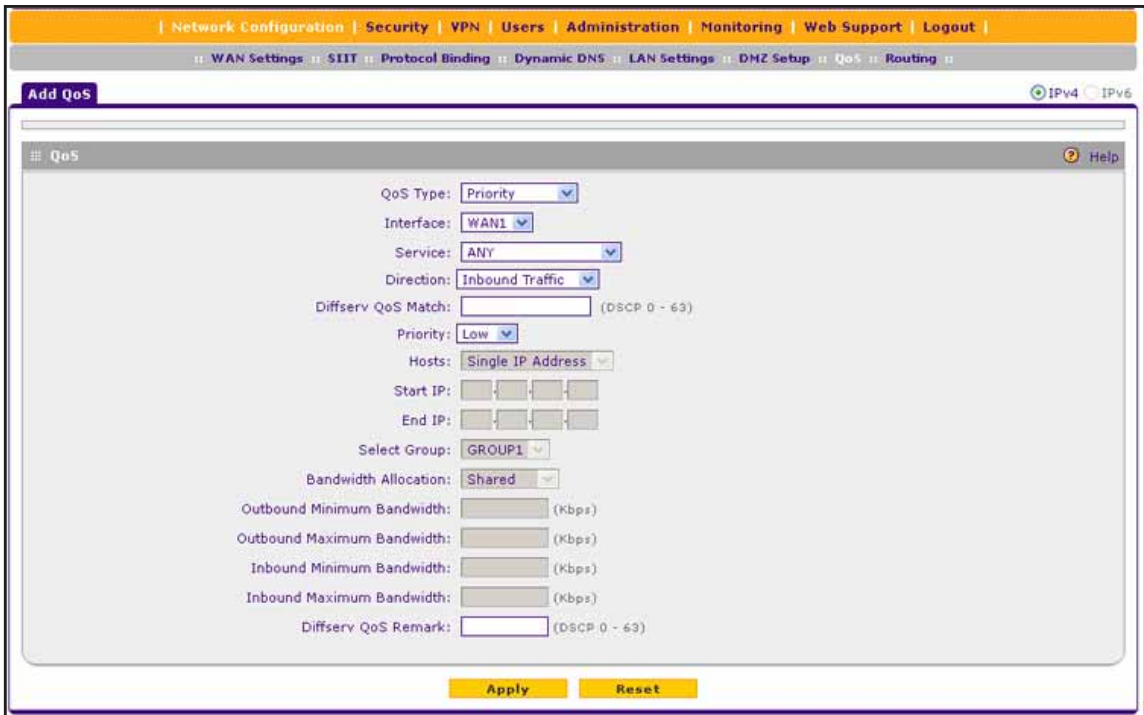 | Network Configuration | Security | VPN | Users | Administration | Monitoring | Web Support | Logout |
:: WAN Settings :: SIIT :: Protocol Binding :: Dynamic DNS :: LAN Settings :: DMZ Setup :: QoS :: Routing ::
Add QoS IPv4 IPv6
QoS Help
QoS Type: Priority
Interface: WAN1
Service: ANY
Direction: Inbound Traffic
Diffserv QoS Match: (DSCP 0 - 63)
Priority: Low
Hosts: Single IP Address
Start IP: . . .
End IP: . . .
Select Group: GROUP1
Bandwidth Allocation: Shared
Outbound Minimum Bandwidth: (Kbps)
Outbound Maximum Bandwidth: (Kbps)
Inbound Minimum Bandwidth: (Kbps)
Inbound Maximum Bandwidth: (Kbps)
Diffserv QoS Remark: (DSCP 0 - 63)
Apply Reset